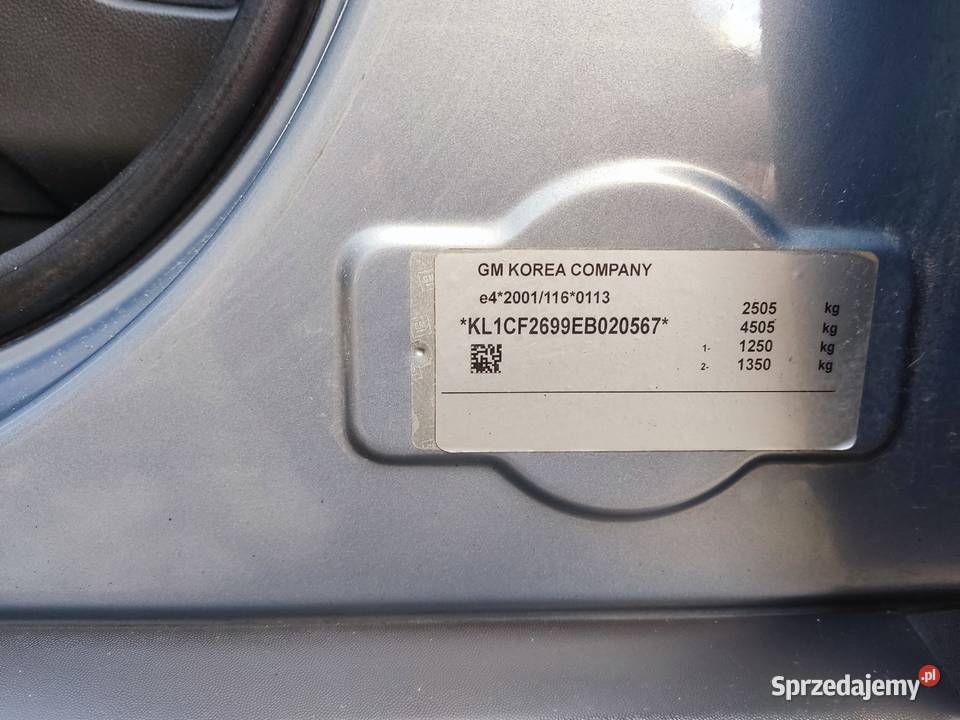 GM KOREA COMPANY
e4*2001/116*0113
*KL1CF2699EB020567*
2505 kg
4505 kg
1- 1250 kg
2- 1350 kg
Sprzedajemy.pl